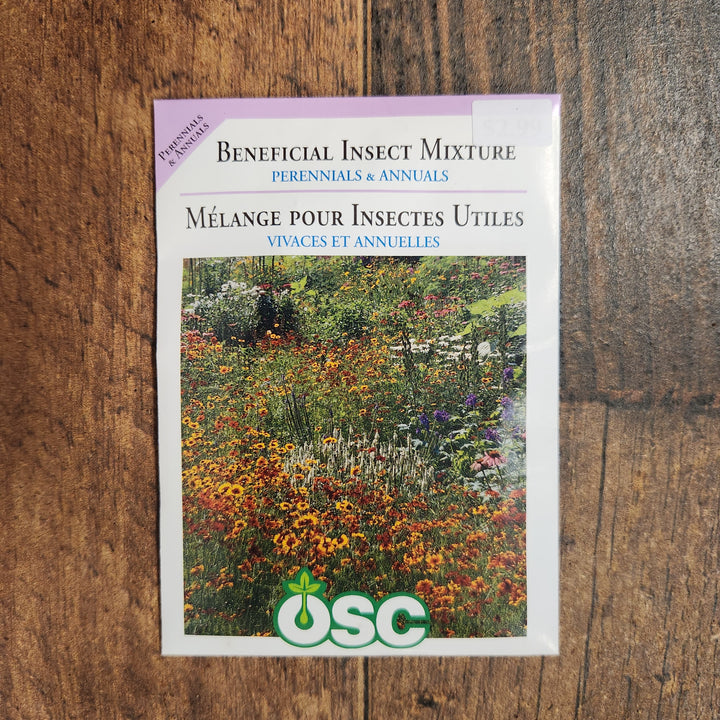 PERENNIALS
& ANNUALS
$2.99
BENEFICIAL INSECT MIXTURE
PERENNIALS & ANNUALS
MÉLANGE POUR INSECTES UTILES
VIVACES ET ANNUELLES
OSC